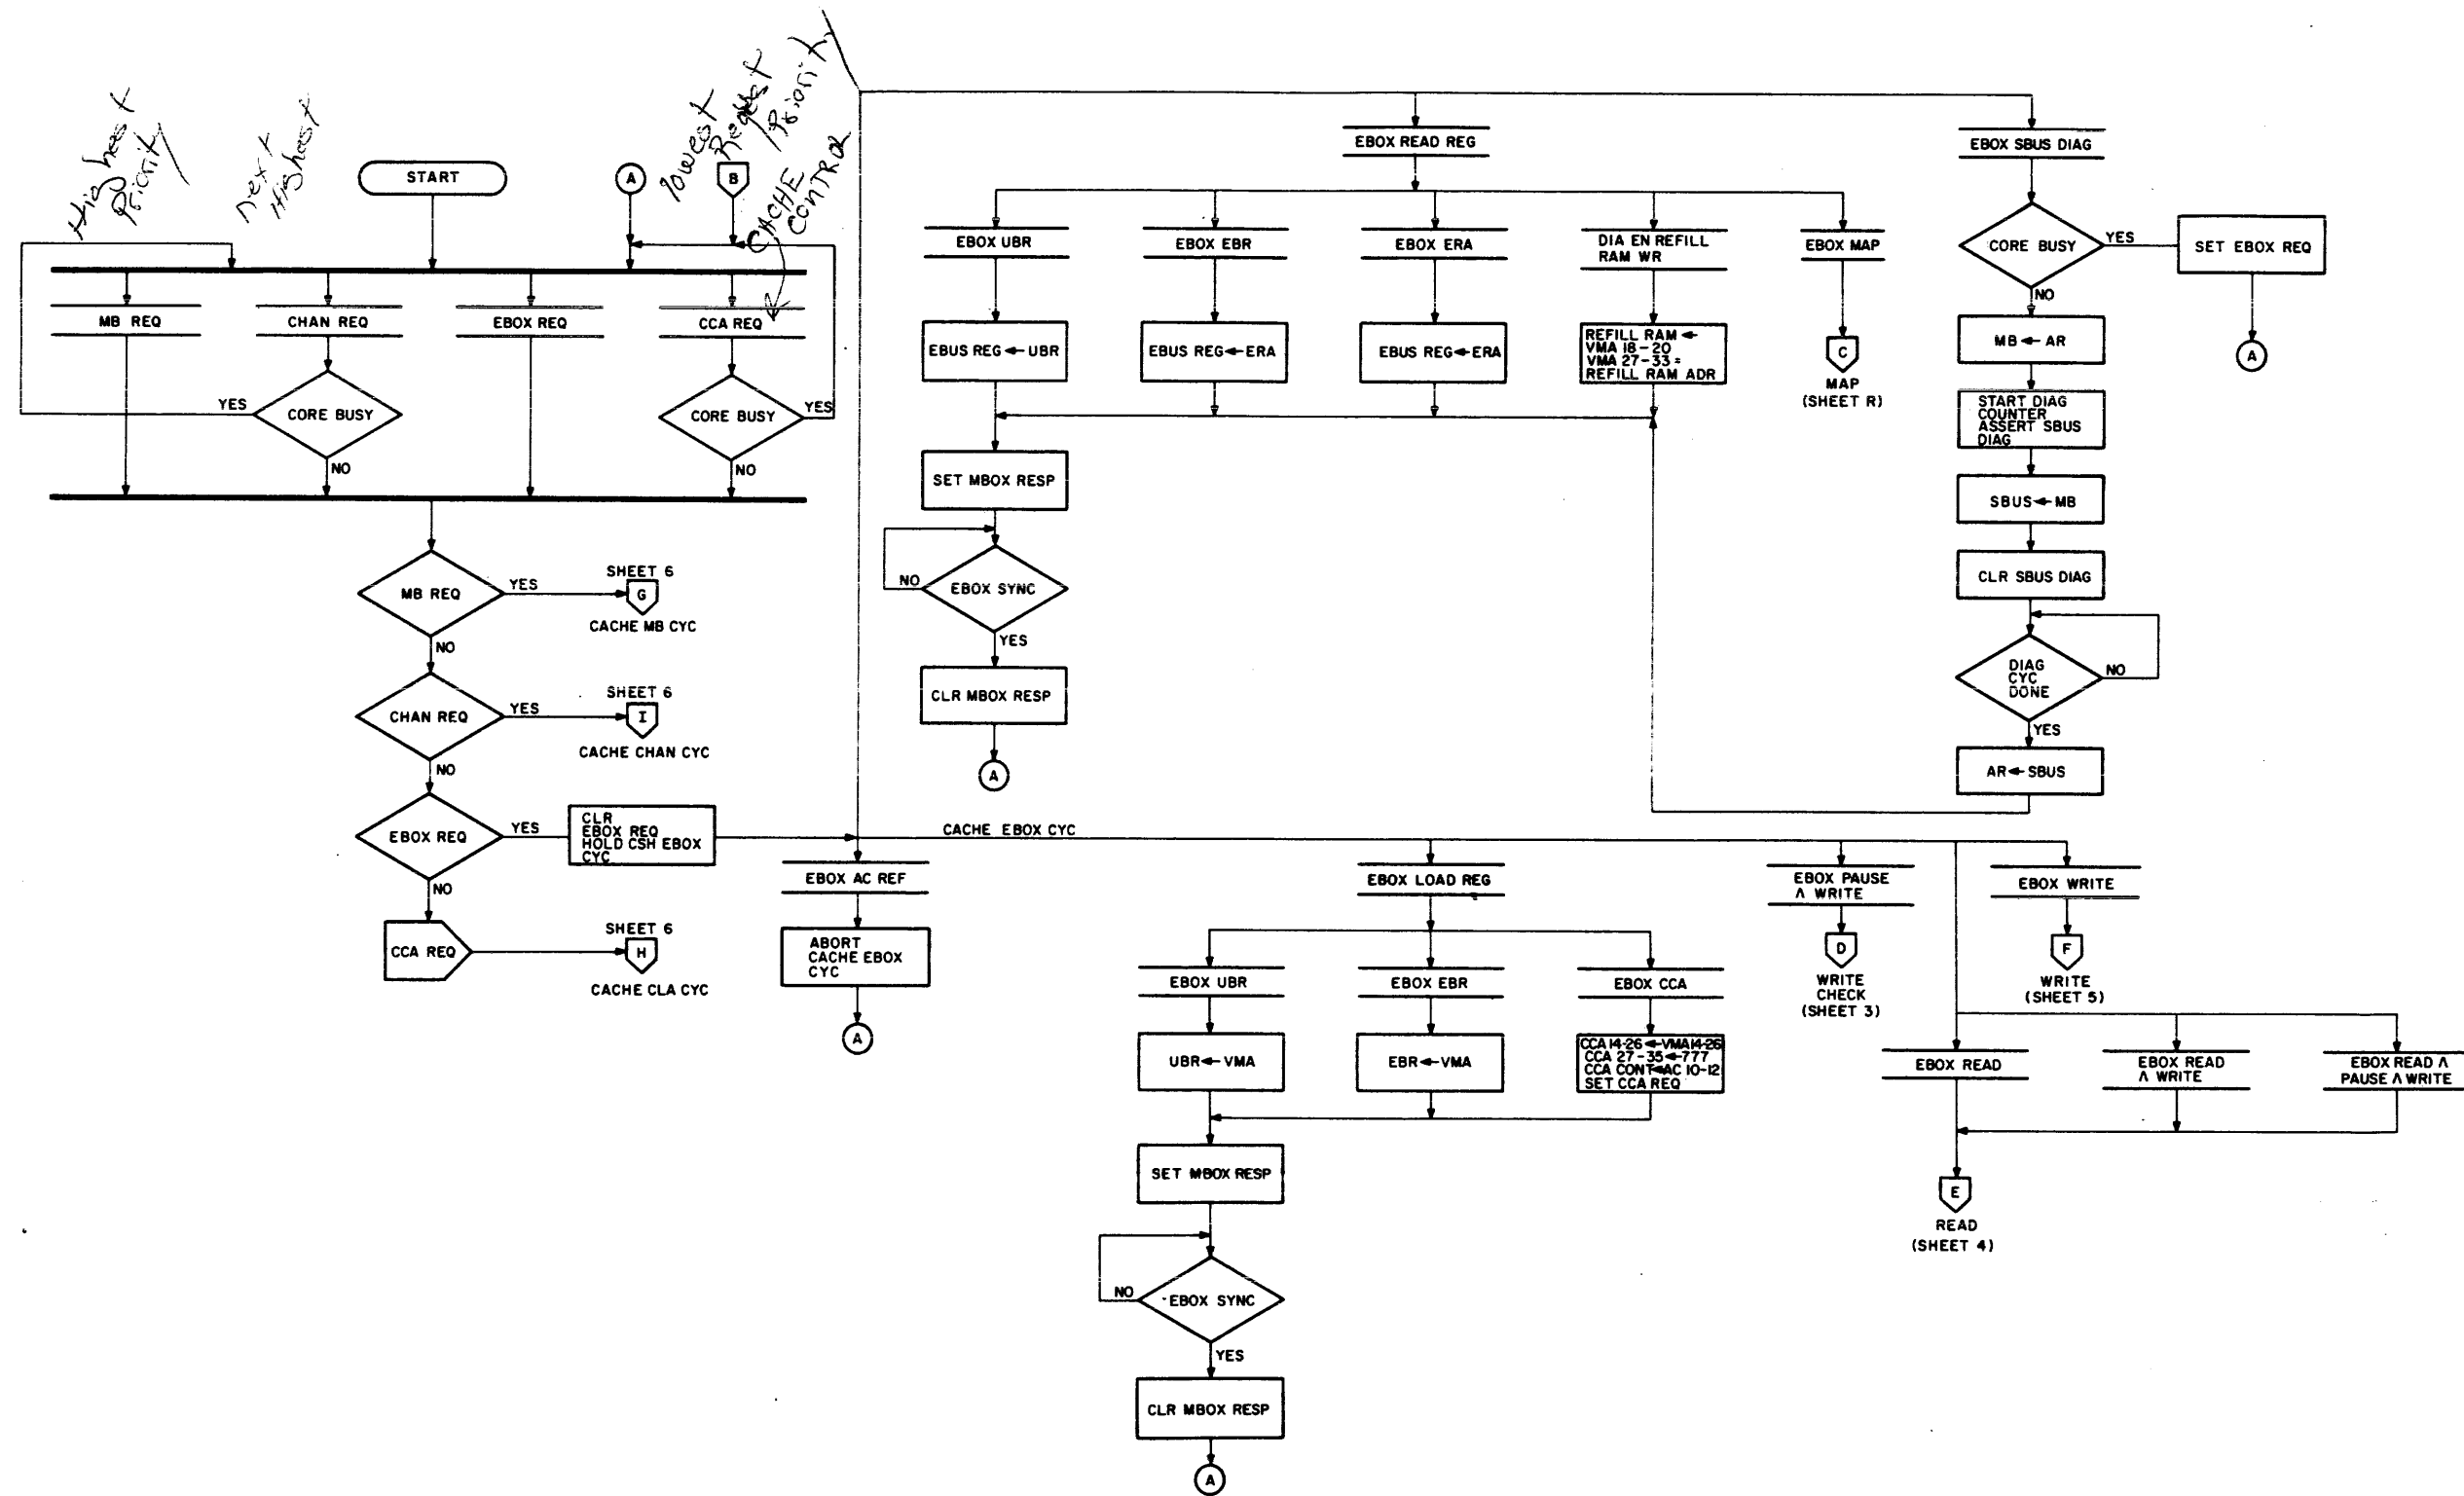 Highest
Priority
next
Highest
lowest
Request
Priority
CACHE
CONTROL
START
A
B
MB REQ
CHAN REQ
EBOX REQ
CCA REQ
CORE BUSY
YES
NO
CORE BUSY
YES
NO
MB REQ
YES
NO
SHEET 6
G
CACHE MB CYC
CHAN REQ
YES
NO
SHEET 6
I
CACHE CHAN CYC
EBOX REQ
YES
NO
CLR
EBOX REQ
HOLD CSH EBOX
CYC
CCA REQ
SHEET 6
H
CACHE CLA CYC
EBOX READ REG
EBOX UBR
EBUS REG←UBR
EBOX EBR
EBUS REG←ERA
EBOX ERA
EBUS REG←ERA
DIA EN REFILL
RAM WR
REFILL RAM ←
VMA 18-20
VMA 27-33 =
REFILL RAM ADR
EBOX MAP
C
MAP
(SHEET R)
SET MBOX RESP
EBOX SYNC
NO
YES
CLR MBOX RESP
A
EBOX SBUS DIAG
CORE BUSY
YES
SET EBOX REQ
A
NO
MB←AR
START DIAG
COUNTER
ASSERT SBUS
DIAG
SBUS←MB
CLR SBUS DIAG
DIAG
CYC
DONE
NO
YES
AR←SBUS
CACHE EBOX CYC
EBOX AC REF
ABORT
CACHE EBOX
CYC
A
EBOX LOAD REG
EBOX UBR
UBR←VMA
EBOX EBR
EBR←VMA
EBOX CCA
CCA 14-26←VMA14-26
CCA 27-35←777
CCA CONT←AC 10-12
SET CCA REQ
SET MBOX RESP
EBOX SYNC
NO
YES
CLR MBOX RESP
A
EBOX PAUSE
Λ WRITE
D
WRITE
CHECK
(SHEET 3)
EBOX WRITE
F
WRITE
(SHEET 5)
EBOX READ
EBOX READ
Λ WRITE
EBOX READ Λ
PAUSE Λ WRITE
E
READ
(SHEET 4)